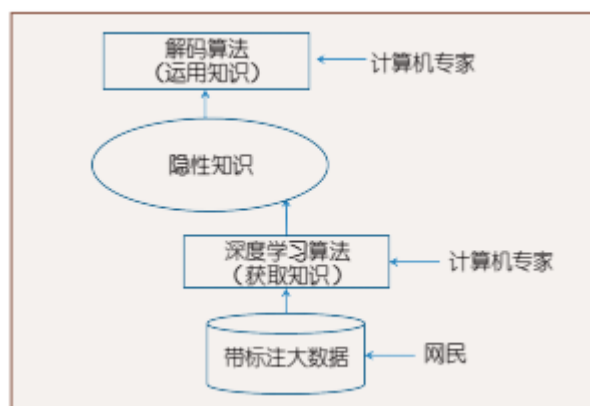 解码算法
（运用知识）
计算机专家
隐性知识
深度学习算法
（获取知识）
计算机专家
带标注大数据
网民